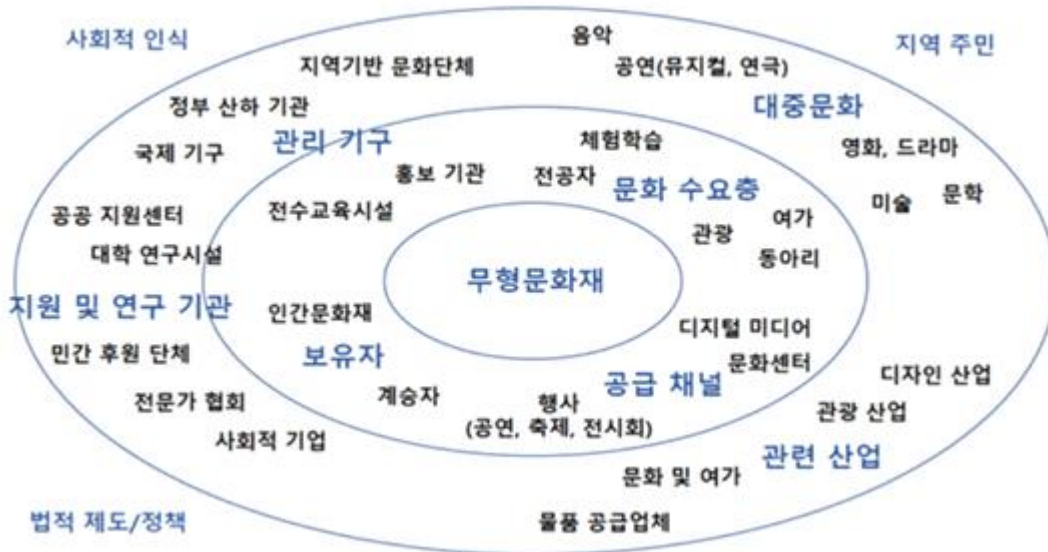 사회적 인식
음악
지역 주민
지역기반 문화단체
공연(뮤지컬, 연극)
정부 산하 기관
대중문화
관리 기구
체험학습
국제 기구
영화, 드라마
홍보 기관
전공자
문화 수요층
미술
문학
공공 지원센터
전수교육시설
여가
관광
대학 연구시설
동아리
무형문화재
지원 및 연구 기관
인간문화재
디지털 미디어
민간 후원 단체
보유자
문화센터
공급 채널
디자인 산업
전문가 협회
계승자
행사
(공연, 축제, 전시회)
관광 산업
사회적 기업
관련 산업
문화 및 여가
법적 제도/정책
물품 공급업체